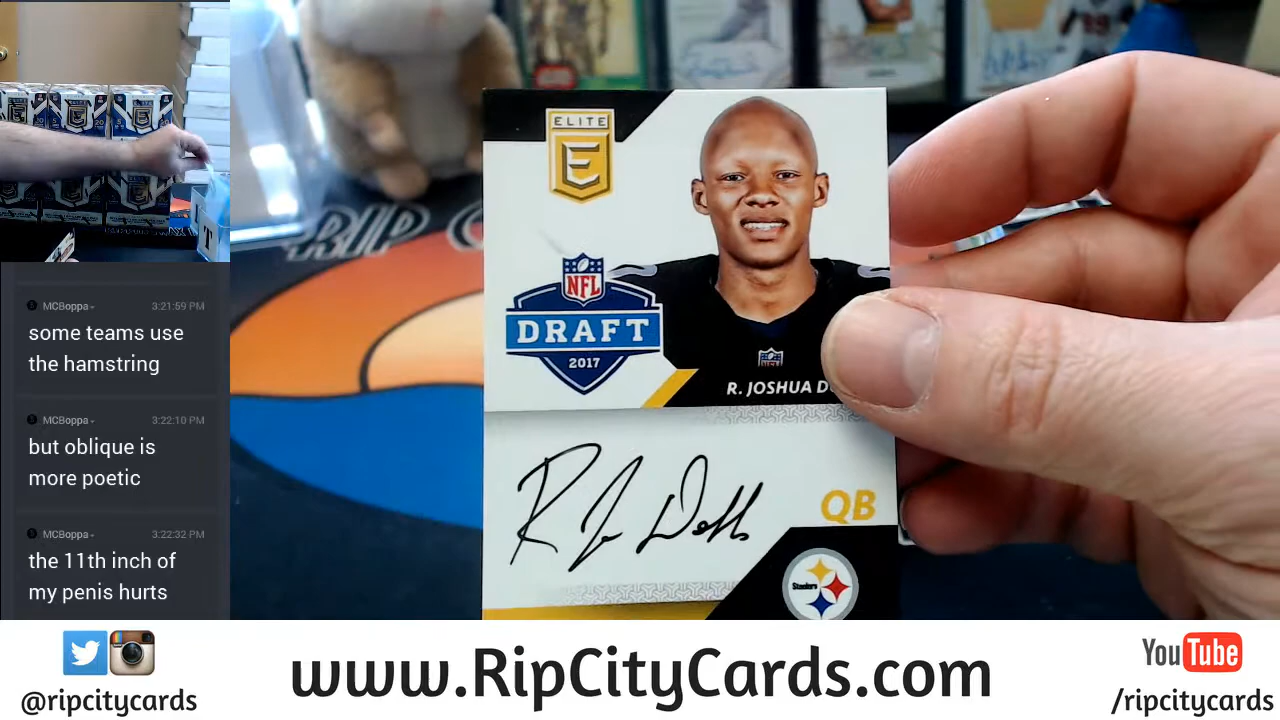 MCBoppa
3:21:59 PM
some teams use
the hamstring
MCBoppa
3:22:10 PM
but oblique is
more poetic
MCBoppa
3:22:32 PM
the 11th inch of
my penis hurts
RIP
ELITE
E
NFL
DRAFT
2017
NFL
R. JOSHUA
QB
Steelers
@ripcitycards
www.RipCityCards.com
YouTube
/ripcitycards